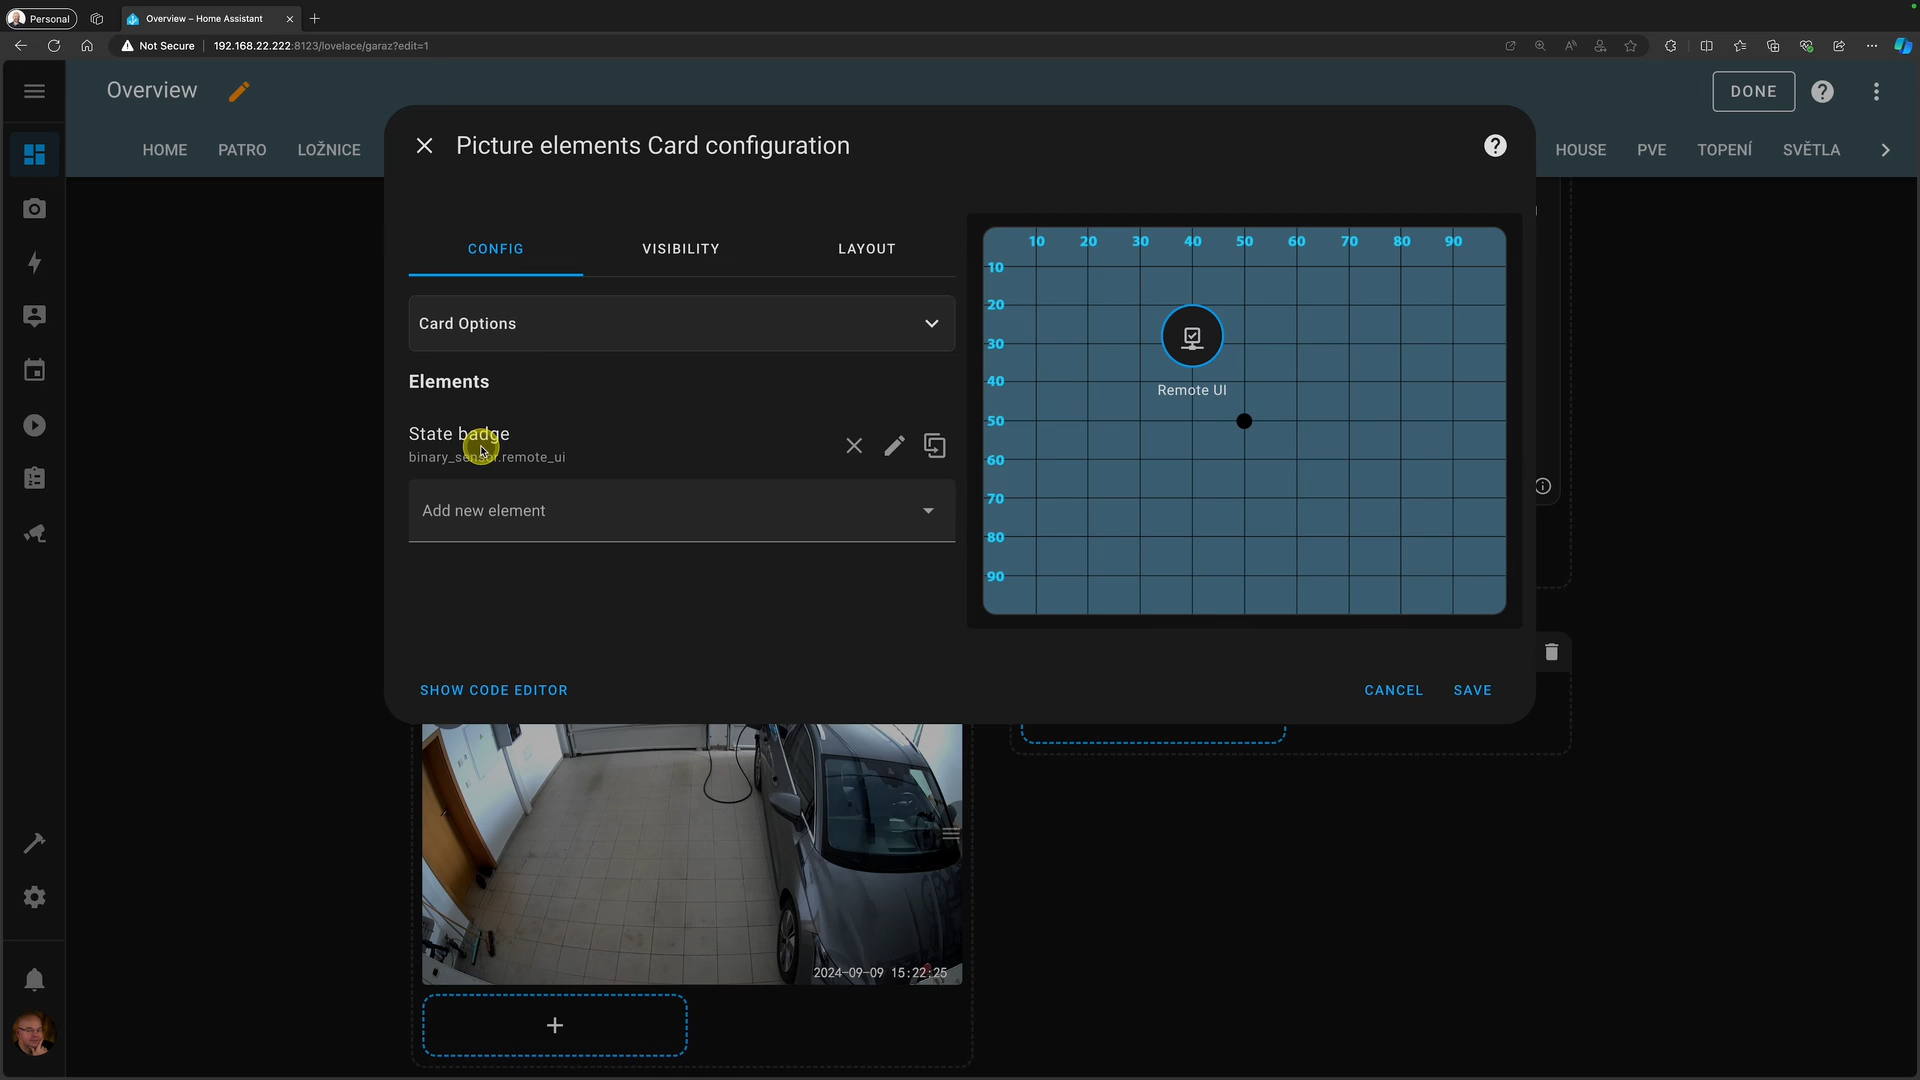 Personal
Overview – Home Assistant
Not Secure
192.168.22.222:8123/lovelace/garaz?edit=1
Overview
DONE
HOME
PATRO
LOŽNICE
HOUSE
PVE
TOPENÍ
SVĚTLA
Picture elements Card configuration
CONFIG
VISIBILITY
LAYOUT
Card Options
Elements
State badge
binary_sensor.remote_ui
Add new element
10 20 30 40 50 60 70 80 90
10
20
30
40
50
60
70
80
90
Remote UI
SHOW CODE EDITOR
CANCEL
SAVE
2024-09-09 15:22:25